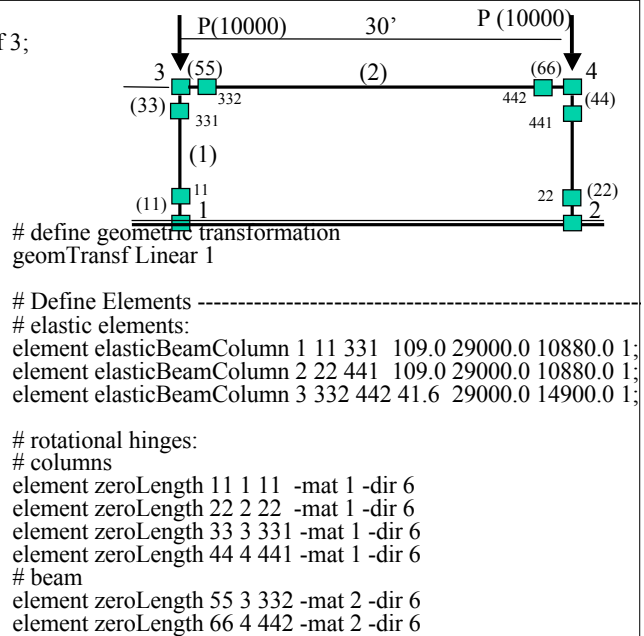 P(10000) 30' P (10000)
f 3;
3 (55) (2) (66) 4
332 442
(33) (44)
331 441
(1)
11 22
(11) 1 (22) 2
# define geometric transformation
geomTransf Linear 1
# Define Elements -------------------------------------------------------
# elastic elements:
element elasticBeamColumn 1 11 331 109.0 29000.0 10880.0 1;
element elasticBeamColumn 2 22 441 109.0 29000.0 10880.0 1;
element elasticBeamColumn 3 332 442 41.6 29000.0 14900.0 1;
# rotational hinges:
# columns
element zeroLength 11 1 11 -mat 1 -dir 6
element zeroLength 22 2 22 -mat 1 -dir 6
element zeroLength 33 3 331 -mat 1 -dir 6
element zeroLength 44 4 441 -mat 1 -dir 6
# beam
element zeroLength 55 3 332 -mat 2 -dir 6
element zeroLength 66 4 442 -mat 2 -dir 6